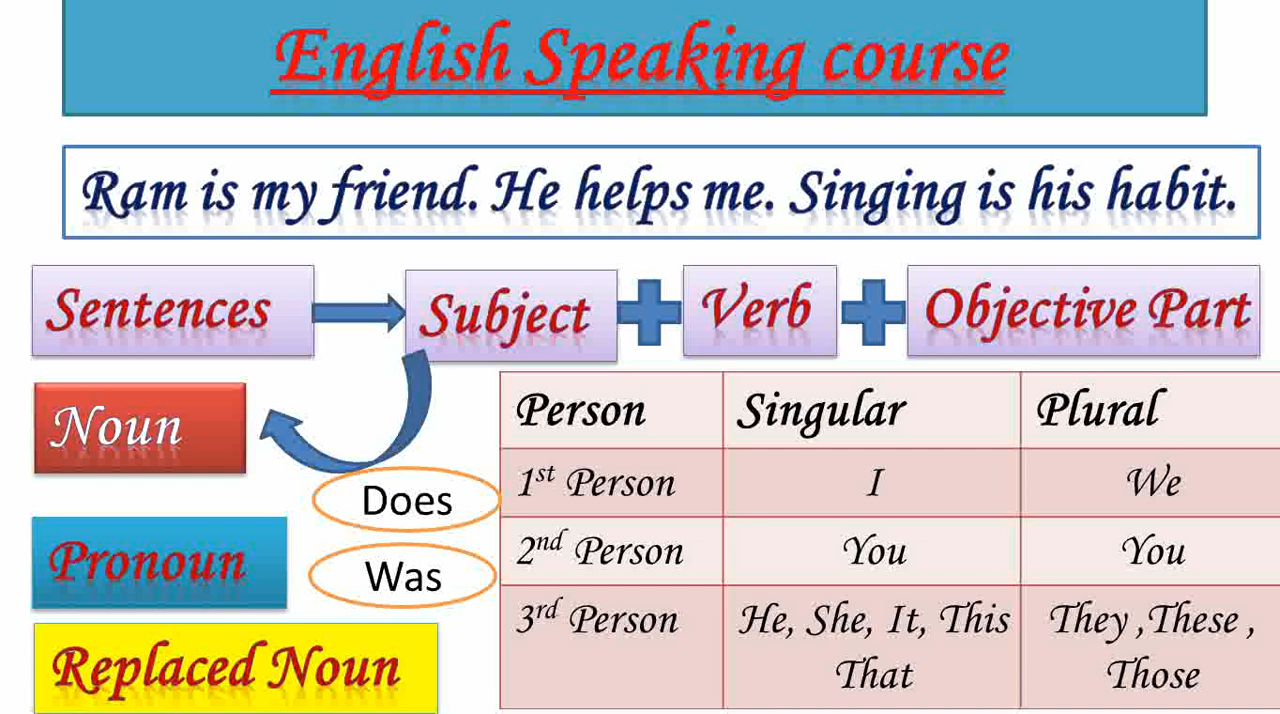 English Speaking course
Ram is my friend. He helps me. Singing is his habit.
Sentences Subject Verb Objective Part
Noun
Does
Was
Pronoun
Replaced Noun
Person Singular Plural
1st Person I We
2nd Person You You
3rd Person He, She, It, This They ,These ,
That Those